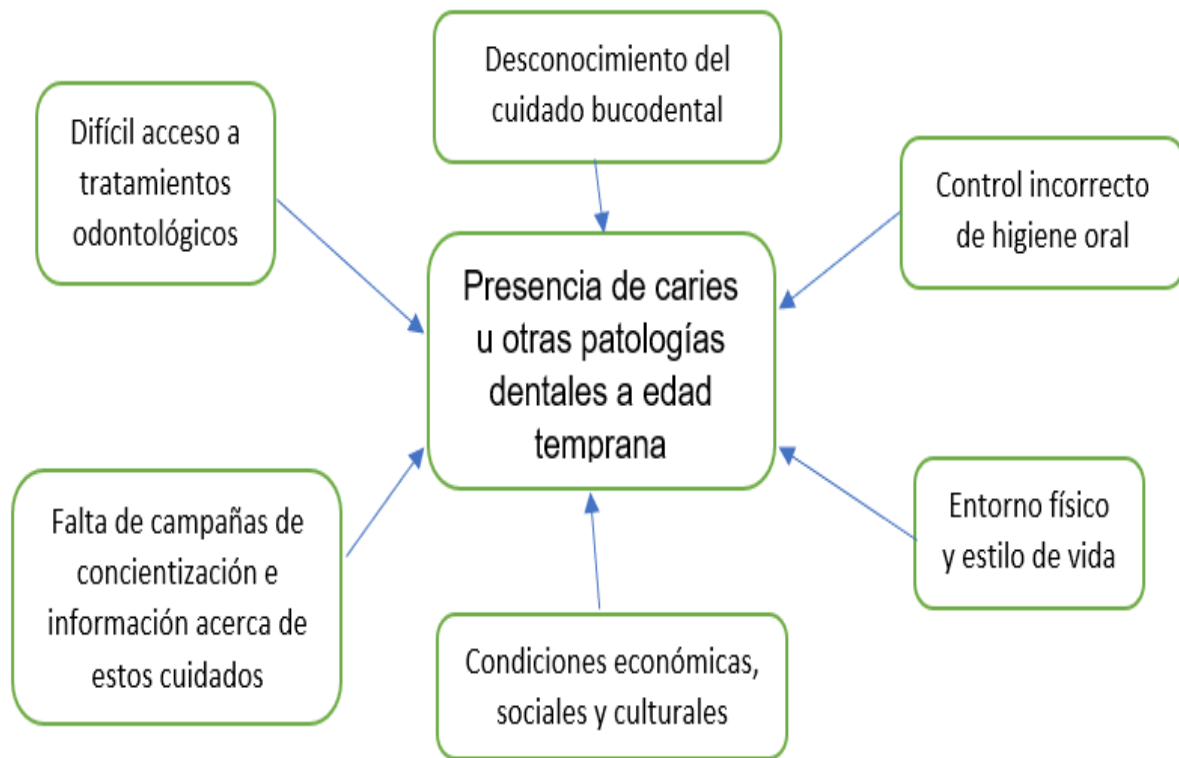 Desconocimiento del
cuidado bucodental
Difícil acceso a
tratamientos
odontológicos
Control incorrecto
de higiene oral
Presencia de caries
u otras patologías
dentales a edad
temprana
Falta de campañas de
concientización e
información acerca de
estos cuidados
Entorno físico
y estilo de vida
Condiciones económicas,
sociales y culturales